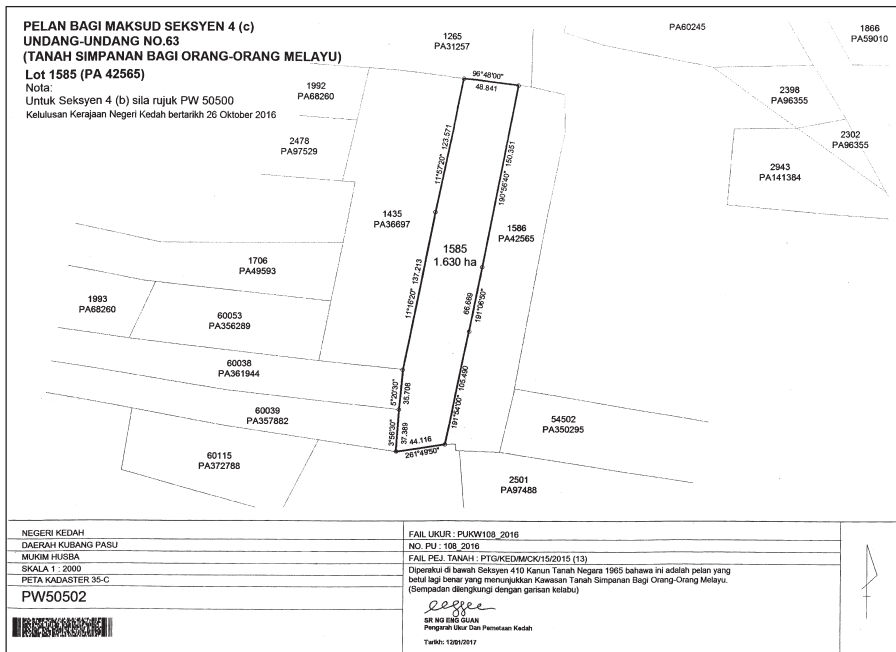 PELAN BAGI MAKSUD SEKSYEN 4 (c)
UNDANG-UNDANG NO.63
(TANAH SIMPANAN BAGI ORANG-ORANG MELAYU)
Lot 1585 (PA 42565)
Nota:
Untuk Seksyen 4 (b) sila rujuk PW 50500
Kelulusan Kerajaan Negeri Kedah bertarikh 26 Oktober 2016
1265
PA31257
PA60245
1866
PA59010
1992
PA68260
96°48'00"
48.841
2398
PA96355
2302
PA96355
2478
PA97529
11°57'20" 123.571
150.351
190°56'40"
2943
PA141384
1435
PA36697
1586
PA42565
1585
1.630 ha
1706
PA49593
11°16'20" 137.213
66.669
191°06'50"
1993
PA68260
60053
PA356289
60038
PA361944
5°20'30" 35.708
191°54'00" 105.490
60039
PA357882
3°56'30" 37.389
44.116
261°49'50"
54502
PA350295
60115
PA372788
2501
PA97488
NEGERI KEDAH
DAERAH KUBANG PASU
MUKIM HUSBA
SKALA 1 : 2000
PETA KADASTER 35-C
PW50502
FAIL UKUR : PUKW108_2016
NO. PU : 108_2016
FAIL PEJ. TANAH : PTG/KED/M/CK/15/2015 (13)
Diperakui di bawah Seksyen 410 Kanun Tanah Negara 1965 bahawa ini adalah pelan yang
betul lagi benar yang menunjukkan Kawasan Tanah Simpanan Bagi Orang-Orang Melayu.
(Sempadan dilengkungi dengan garisan kelabu)
SR NG ENG GUAN
Pengarah Ukur Dan Pemetaan Kedah
Tarikh: 12/01/2017